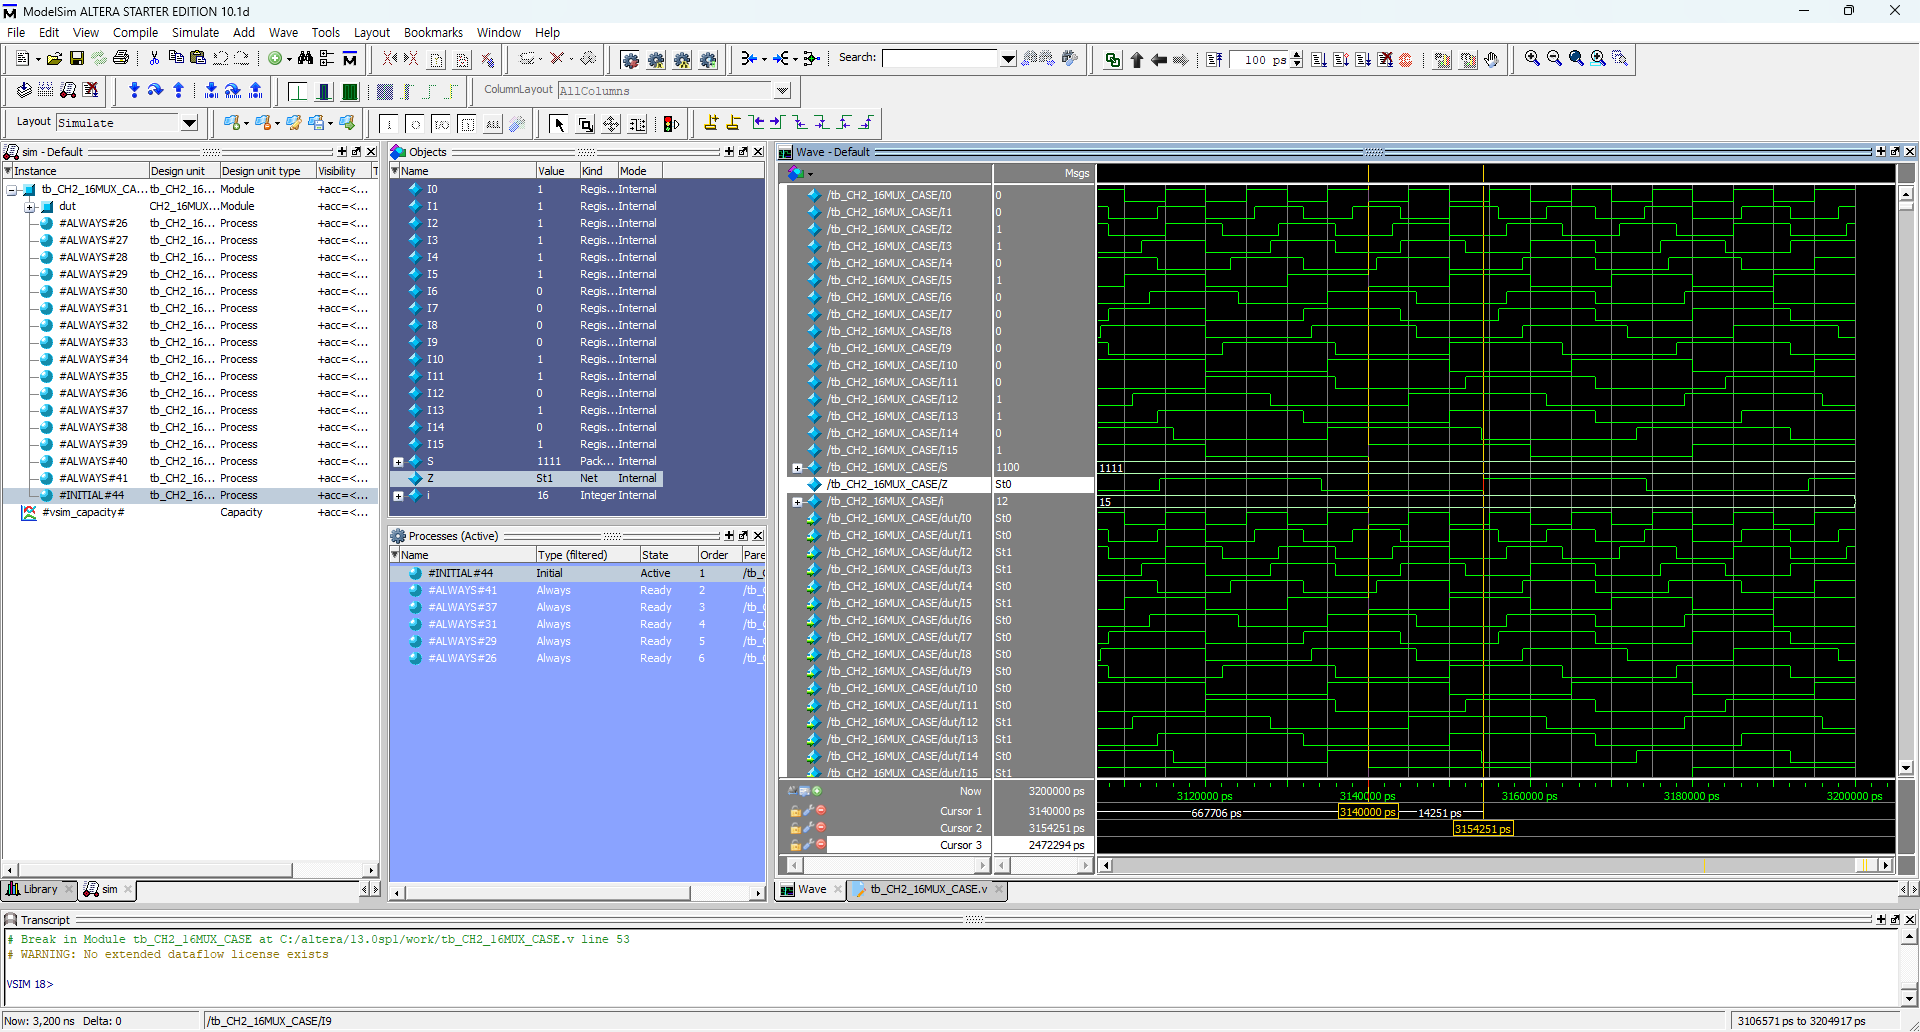 ModelSim ALTERA STARTER EDITION 10.1d
File Edit View Compile Simulate Add Wave Tools Layout Bookmarks Window Help
Search: 100 ps
ColumnLayout AllColumns
Layout Simulate
sim - Default
Instance Design unit Design unit type Visibility T
tb_CH2_16MUX_CA... tb_CH2_16... Module +acc=<...
dut CH2_16MUX... Module +acc=<...
#ALWAYS#26 tb_CH2_16... Process +acc=<...
#ALWAYS#27 tb_CH2_16... Process +acc=<...
#ALWAYS#28 tb_CH2_16... Process +acc=<...
#ALWAYS#29 tb_CH2_16... Process +acc=<...
#ALWAYS#30 tb_CH2_16... Process +acc=<...
#ALWAYS#31 tb_CH2_16... Process +acc=<...
#ALWAYS#32 tb_CH2_16... Process +acc=<...
#ALWAYS#33 tb_CH2_16... Process +acc=<...
#ALWAYS#34 tb_CH2_16... Process +acc=<...
#ALWAYS#35 tb_CH2_16... Process +acc=<...
#ALWAYS#36 tb_CH2_16... Process +acc=<...
#ALWAYS#37 tb_CH2_16... Process +acc=<...
#ALWAYS#38 tb_CH2_16... Process +acc=<...
#ALWAYS#39 tb_CH2_16... Process +acc=<...
#ALWAYS#40 tb_CH2_16... Process +acc=<...
#ALWAYS#41 tb_CH2_16... Process +acc=<...
#INITIAL#44 tb_CH2_16... Process +acc=<...
#vsim_capacity# Capacity +acc=<...
Library sim
Objects
Name Value Kind Mode
I0 1 Regis... Internal
I1 1 Regis... Internal
I2 1 Regis... Internal
I3 1 Regis... Internal
I4 1 Regis... Internal
I5 1 Regis... Internal
I6 0 Regis... Internal
I7 0 Regis... Internal
I8 0 Regis... Internal
I9 0 Regis... Internal
I10 1 Regis... Internal
I11 1 Regis... Internal
I12 0 Regis... Internal
I13 1 Regis... Internal
I14 0 Regis... Internal
I15 1 Regis... Internal
S 1111 Pack... Internal
Z St1 Net Internal
i 16 Integer Internal
Processes (Active)
Name Type (filtered) State Order Pare
#INITIAL#44 Initial Active 1 /tb_C
#ALWAYS#41 Always Ready 2 /tb_C
#ALWAYS#37 Always Ready 3 /tb_C
#ALWAYS#31 Always Ready 4 /tb_C
#ALWAYS#29 Always Ready 5 /tb_C
#ALWAYS#26 Always Ready 6 /tb_C
Wave - Default
Msgs
/tb_CH2_16MUX_CASE/I0 0
/tb_CH2_16MUX_CASE/I1 0
/tb_CH2_16MUX_CASE/I2 1
/tb_CH2_16MUX_CASE/I3 1
/tb_CH2_16MUX_CASE/I4 0
/tb_CH2_16MUX_CASE/I5 1
/tb_CH2_16MUX_CASE/I6 0
/tb_CH2_16MUX_CASE/I7 0
/tb_CH2_16MUX_CASE/I8 0
/tb_CH2_16MUX_CASE/I9 0
/tb_CH2_16MUX_CASE/I10 0
/tb_CH2_16MUX_CASE/I11 0
/tb_CH2_16MUX_CASE/I12 1
/tb_CH2_16MUX_CASE/I13 1
/tb_CH2_16MUX_CASE/I14 0
/tb_CH2_16MUX_CASE/I15 1
/tb_CH2_16MUX_CASE/S 1100 1111
/tb_CH2_16MUX_CASE/Z St0
/tb_CH2_16MUX_CASE/i 12 15
/tb_CH2_16MUX_CASE/dut/I0 St0
/tb_CH2_16MUX_CASE/dut/I1 St0
/tb_CH2_16MUX_CASE/dut/I2 St1
/tb_CH2_16MUX_CASE/dut/I3 St1
/tb_CH2_16MUX_CASE/dut/I4 St0
/tb_CH2_16MUX_CASE/dut/I5 St1
/tb_CH2_16MUX_CASE/dut/I6 St0
/tb_CH2_16MUX_CASE/dut/I7 St0
/tb_CH2_16MUX_CASE/dut/I8 St0
/tb_CH2_16MUX_CASE/dut/I9 St0
/tb_CH2_16MUX_CASE/dut/I10 St0
/tb_CH2_16MUX_CASE/dut/I11 St0
/tb_CH2_16MUX_CASE/dut/I12 St1
/tb_CH2_16MUX_CASE/dut/I13 St1
/tb_CH2_16MUX_CASE/dut/I14 St0
/tb_CH2_16MUX_CASE/dut/I15 St1
Now 3200000 ps 3120000 ps 3140000 ps 3160000 ps 3180000 ps 3200000 ps
Cursor 1 3140000 ps 667706 ps 3140000 ps 14251 ps
Cursor 2 3154251 ps 3154251 ps
Cursor 3 2472294 ps
Wave tb_CH2_16MUX_CASE.v
Transcript
# Break in Module tb_CH2_16MUX_CASE at C:/altera/13.0sp1/work/tb_CH2_16MUX_CASE.v line 53
# WARNING: No extended dataflow license exists
VSIM 18>
Now: 3,200 ns Delta: 0 /tb_CH2_16MUX_CASE/I9 3106571 ps to 3204917 ps